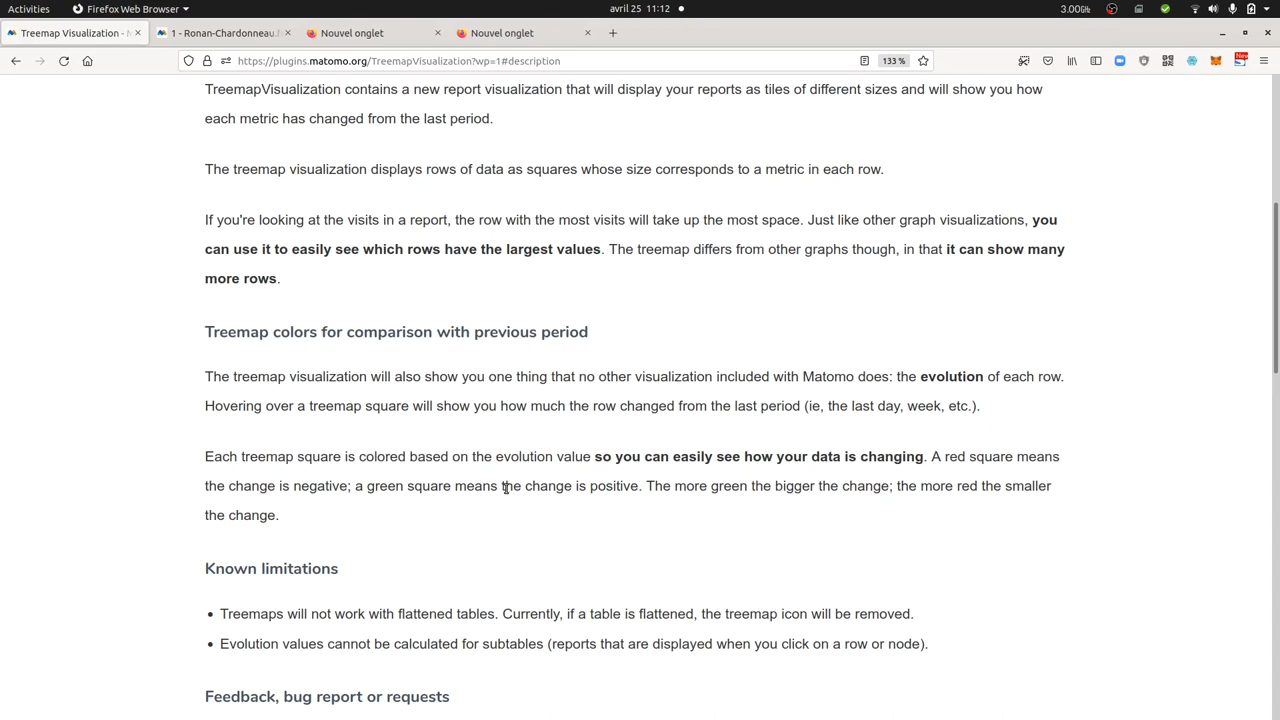 Activities
Firefox Web Browser
avril 25 11:12
3.00GHz
Treemap Visualization - M
1 - Ronan-Chardonneau.f
Nouvel onglet
Nouvel onglet
https://plugins.matomo.org/TreemapVisualization?wp=1#description
133 %
New
TreemapVisualization contains a new report visualization that will display your reports as tiles of different sizes and will show you how
each metric has changed from the last period.
The treemap visualization displays rows of data as squares whose size corresponds to a metric in each row.
If you're looking at the visits in a report, the row with the most visits will take up the most space. Just like other graph visualizations, you
can use it to easily see which rows have the largest values. The treemap differs from other graphs though, in that it can show many
more rows.
Treemap colors for comparison with previous period
The treemap visualization will also show you one thing that no other visualization included with Matomo does: the evolution of each row.
Hovering over a treemap square will show you how much the row changed from the last period (ie, the last day, week, etc.).
Each treemap square is colored based on the evolution value so you can easily see how your data is changing. A red square means
the change is negative; a green square means the change is positive. The more green the bigger the change; the more red the smaller
the change.
Known limitations
Treemaps will not work with flattened tables. Currently, if a table is flattened, the treemap icon will be removed.
Evolution values cannot be calculated for subtables (reports that are displayed when you click on a row or node).
Feedback, bug report or requests